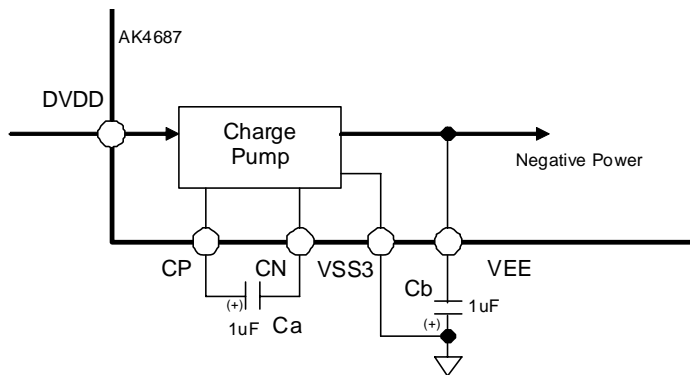 AK4687
DVDD
Charge
Pump
Negative Power
CP
CN
VSS3
VEE
(+)
1uF
Ca
Cb
1uF
(+)